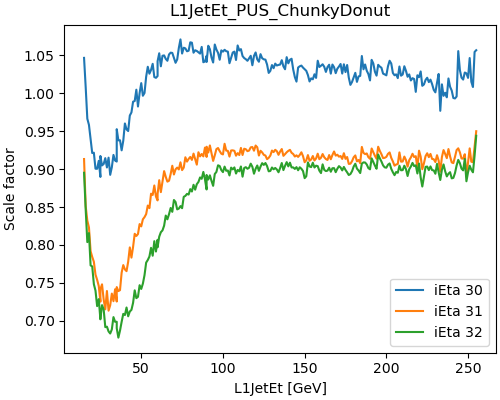 L1JetEt_PUS_ChunkyDonut
Scale factor
1.05
1.00
0.95
0.90
0.85
0.80
0.75
0.70
iEta 30
iEta 31
iEta 32
50
100
150
200
250
L1JetEt [GeV]